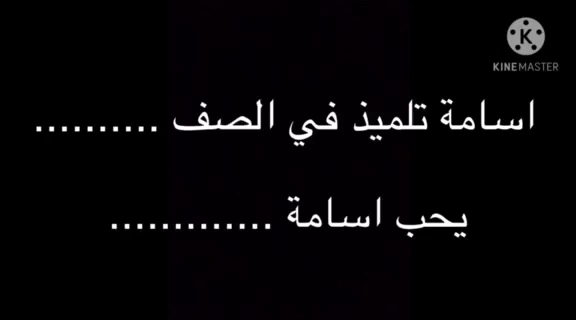 KINEMASTER
اسامة تلميذ في الصف ..........
يحب اسامة .............